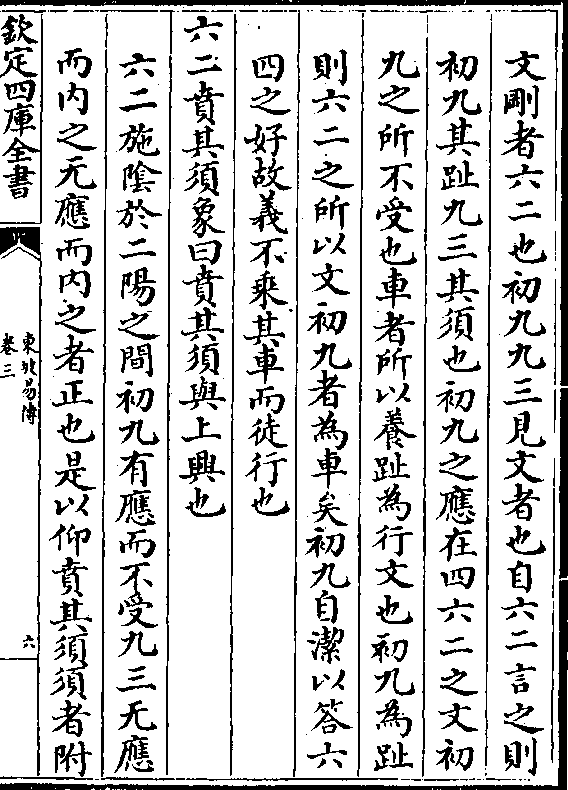 文剛者六二也初九九三見文者也自六二言之則
初九其趾九三其須也初九之應在四六二之文初
九之所不受也車者所以養趾為行文也初九為趾
則六二之所以文初九者為車矣初九自潔以答六
四之好故義不乘其車而徒行也
六二賁其須象曰賁其須與上興也
六二施陰於二陽之間初九有應而不受九三无應
而内之无應而内之者正也是以仰賁其須須者附
欽定四庫全書
東坡易傳
卷三
六